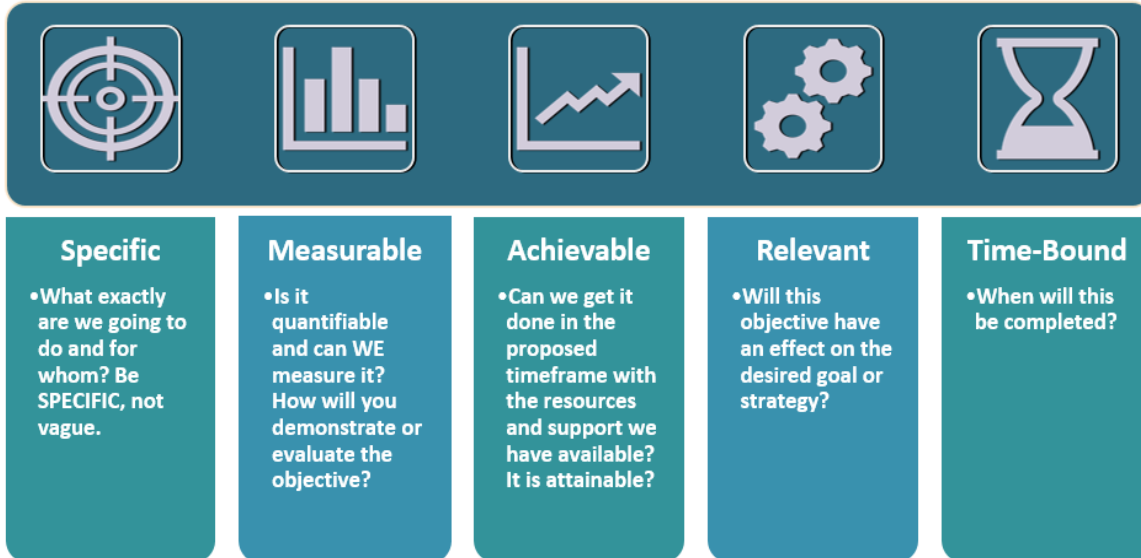 Specific
•What exactly
are we going to
do and for
whom? Be
SPECIFIC, not
vague.
Measurable
•Is it
quantifiable
and can WE
measure it?
How will you
demonstrate or
evaluate the
objective?
Achievable
•Can we get it
done in the
proposed
timeframe with
the resources
and support we
have available?
It is attainable?
Relevant
•Will this
objective have
an effect on the
desired goal or
strategy?
Time-Bound
•When will this
be completed?